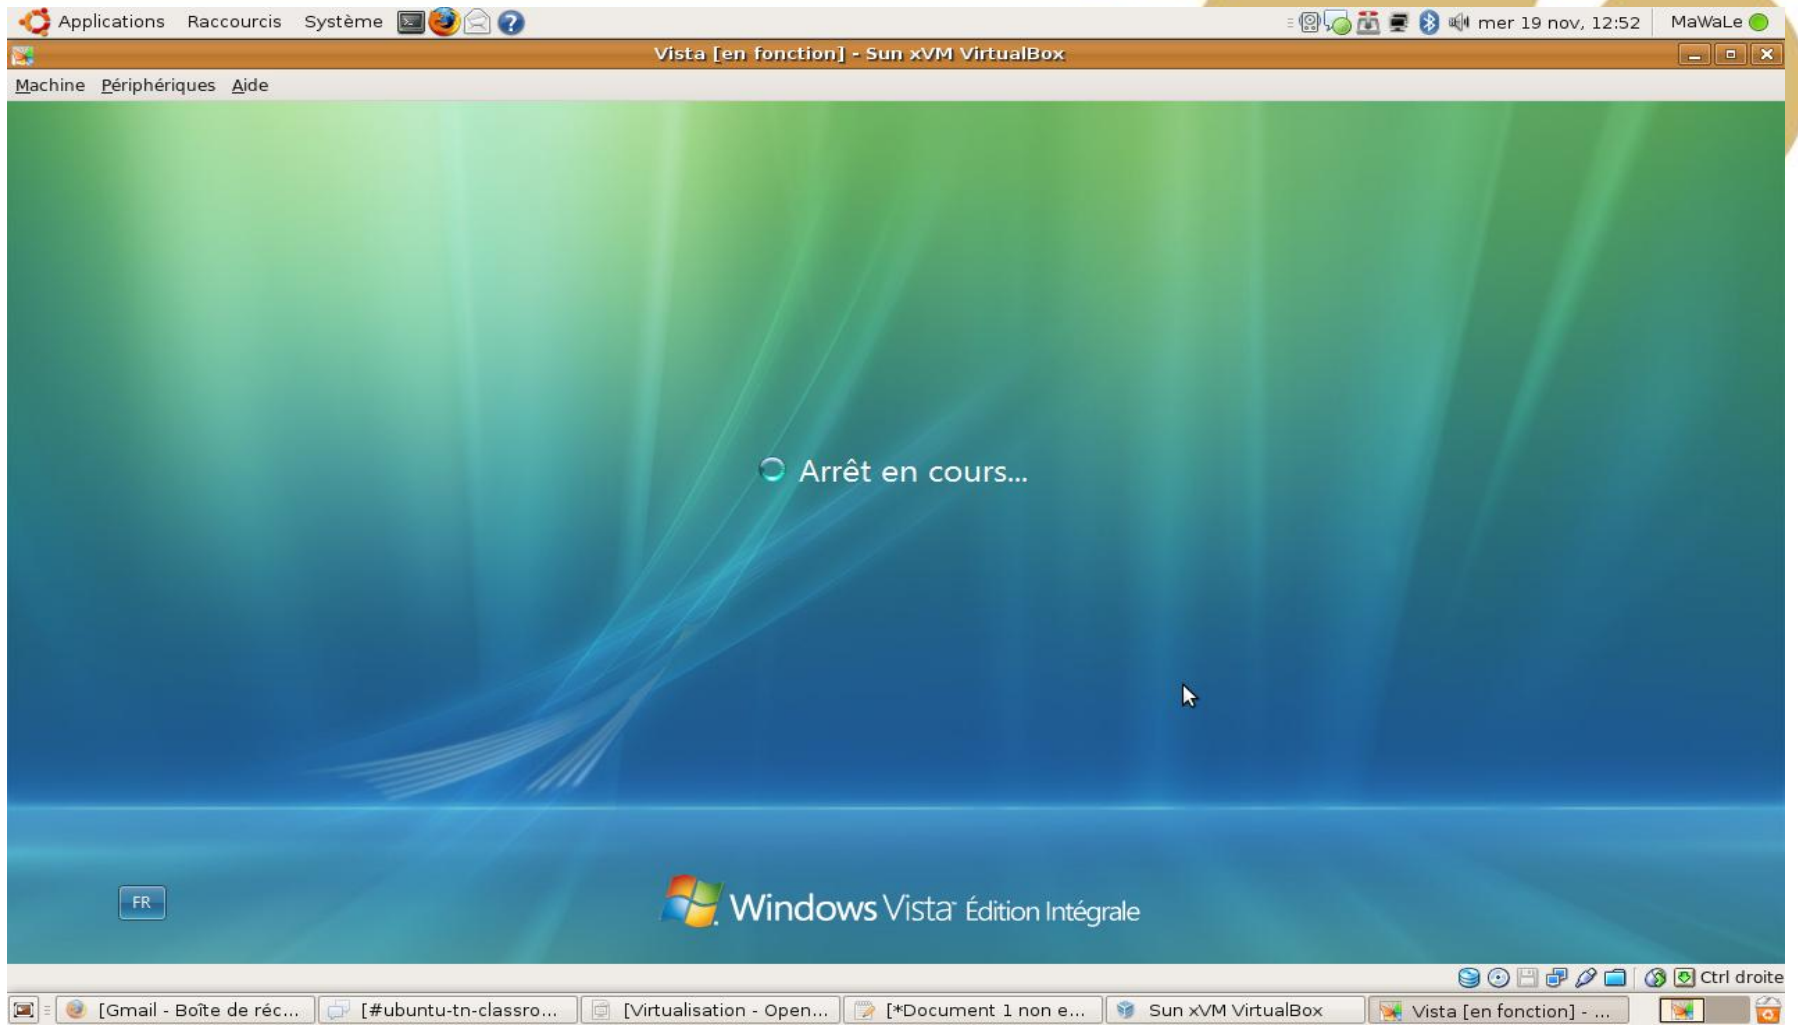 Applications Raccourcis Système mer 19 nov, 12:52 MaWaLe
Vista [en fonction] - Sun xVM VirtualBox
Machine Périphériques Aide
Arrêt en cours...
FR
Windows Vista Édition Intégrale
Ctrl droite
[Gmail - Boîte de réc... [#ubuntu-tn-classro... [Virtualisation - Open... [*Document 1 non e... Sun xVM VirtualBox Vista [en fonction] - ...